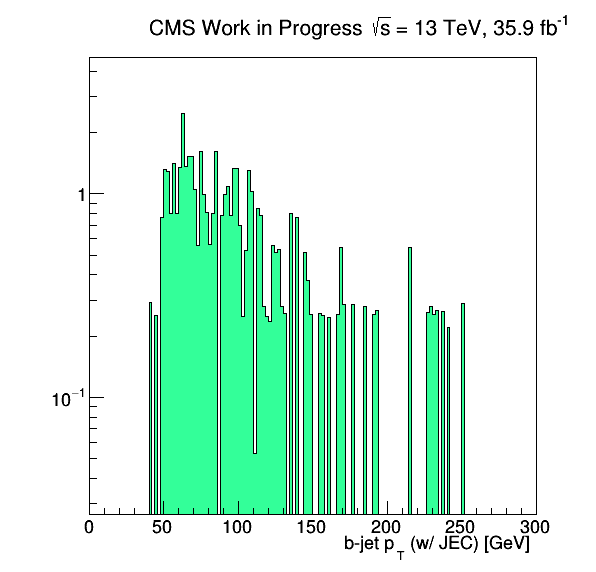 CMS Work in Progress √s = 13 TeV, 35.9 fb⁻¹
1
10⁻¹
0 50 100 150 200 250 300
b-jet p_T (w/ JEC) [GeV]